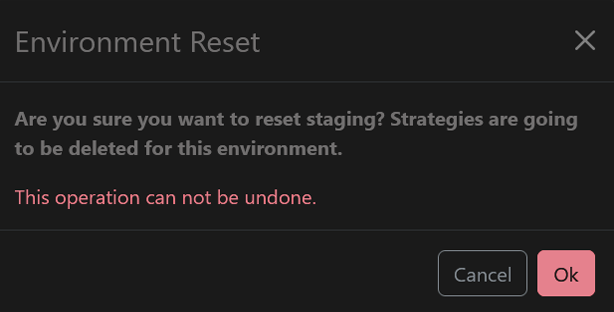 Environment Reset
Are you sure you want to reset staging? Strategies are going
to be deleted for this environment.
This operation can not be undone.
Cancel
Ok